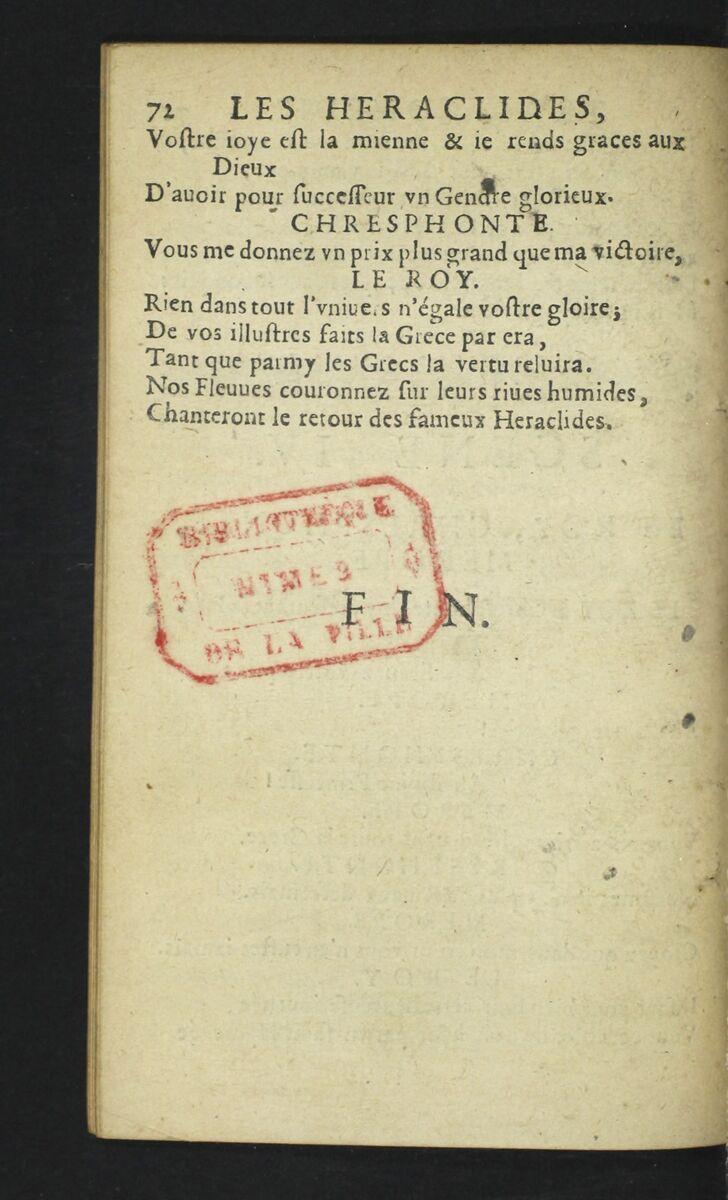 72 LES HERACLIDES,
Voſtre ioye eſt la mienne & ie rends graces aux
Dieux
D'auoir pour ſucceſſeur vn Gendre glorieux.
CHRESPHONTE.
Vous me donnez vn prix plus grand que ma victoire,
LE ROY.
Rien dans tout l'vniuers n'égale voſtre gloire;
De vos illuſtres faits la Grece par era,
Tant que parmy les Grecs la vertu reluira.
Nos Fleuues couronnez ſur leurs riues humides,
Chanteront le retour des fameux Heraclides.
BIBLIOTHEQUE
NIMES
DE LA VILLE
FIN.